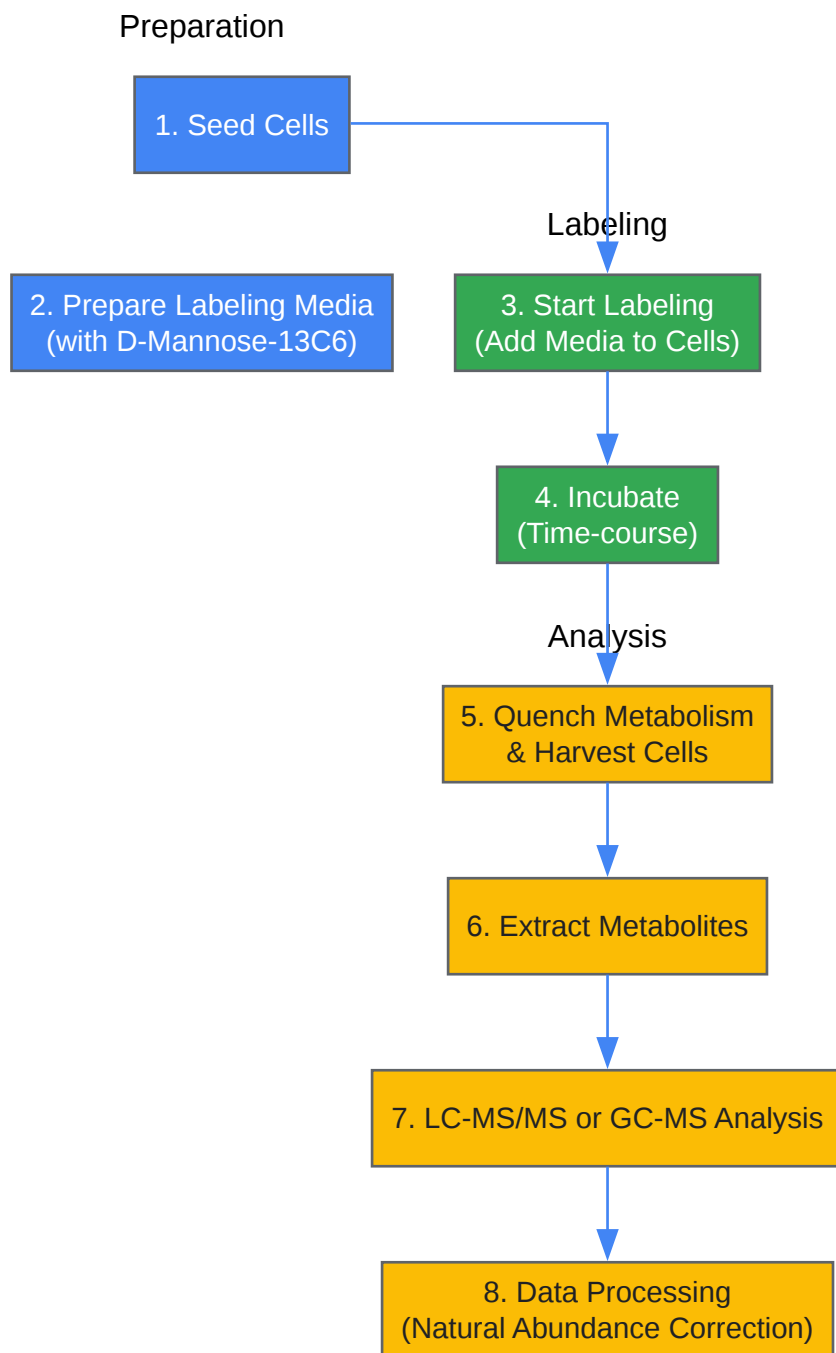 Preparation
1. Seed Cells
Labeling
2. Prepare Labeling Media
(with D-Mannose-13C6)
3. Start Labeling
(Add Media to Cells)
4. Incubate
(Time-course)
Analysis
5. Quench Metabolism
& Harvest Cells
6. Extract Metabolites
7. LC-MS/MS or GC-MS Analysis
8. Data Processing
(Natural Abundance Correction)